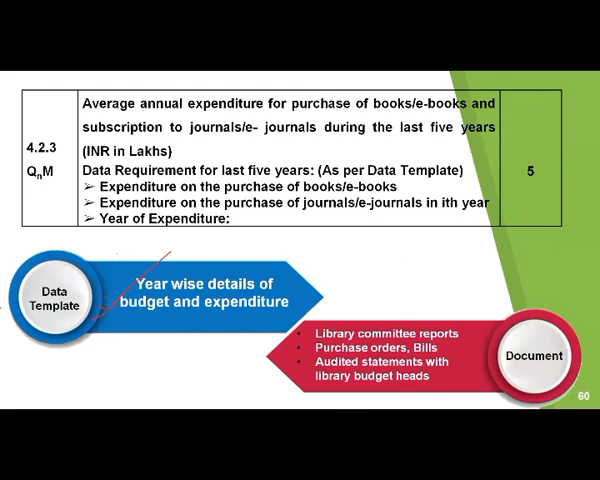 4.2.3
QnM
Average annual expenditure for purchase of books/e-books and
subscription to journals/e- journals during the last five years
(INR in Lakhs)
Data Requirement for last five years: (As per Data Template)
➢ Expenditure on the purchase of books/e-books
➢ Expenditure on the purchase of journals/e-journals in ith year
➢ Year of Expenditure:
5
Data
Template
Year wise details of
budget and expenditure
• Library committee reports
• Purchase orders, Bills
• Audited statements with
library budget heads
Document
60